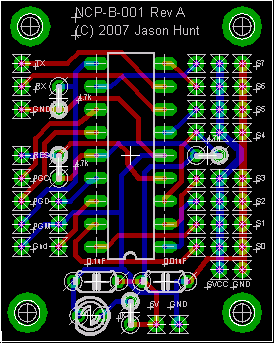 NCP-B-001 Rev A
(C) 2007 Jason Hunt
TX
S7
RX
S6
4.7K
GND
S5
S4
RES
4.7K
PGC
S3
PGD
S2
PGM
S1
Gnd
S0
0.1uF
0.01uF
SVCC
GND
5V
GND